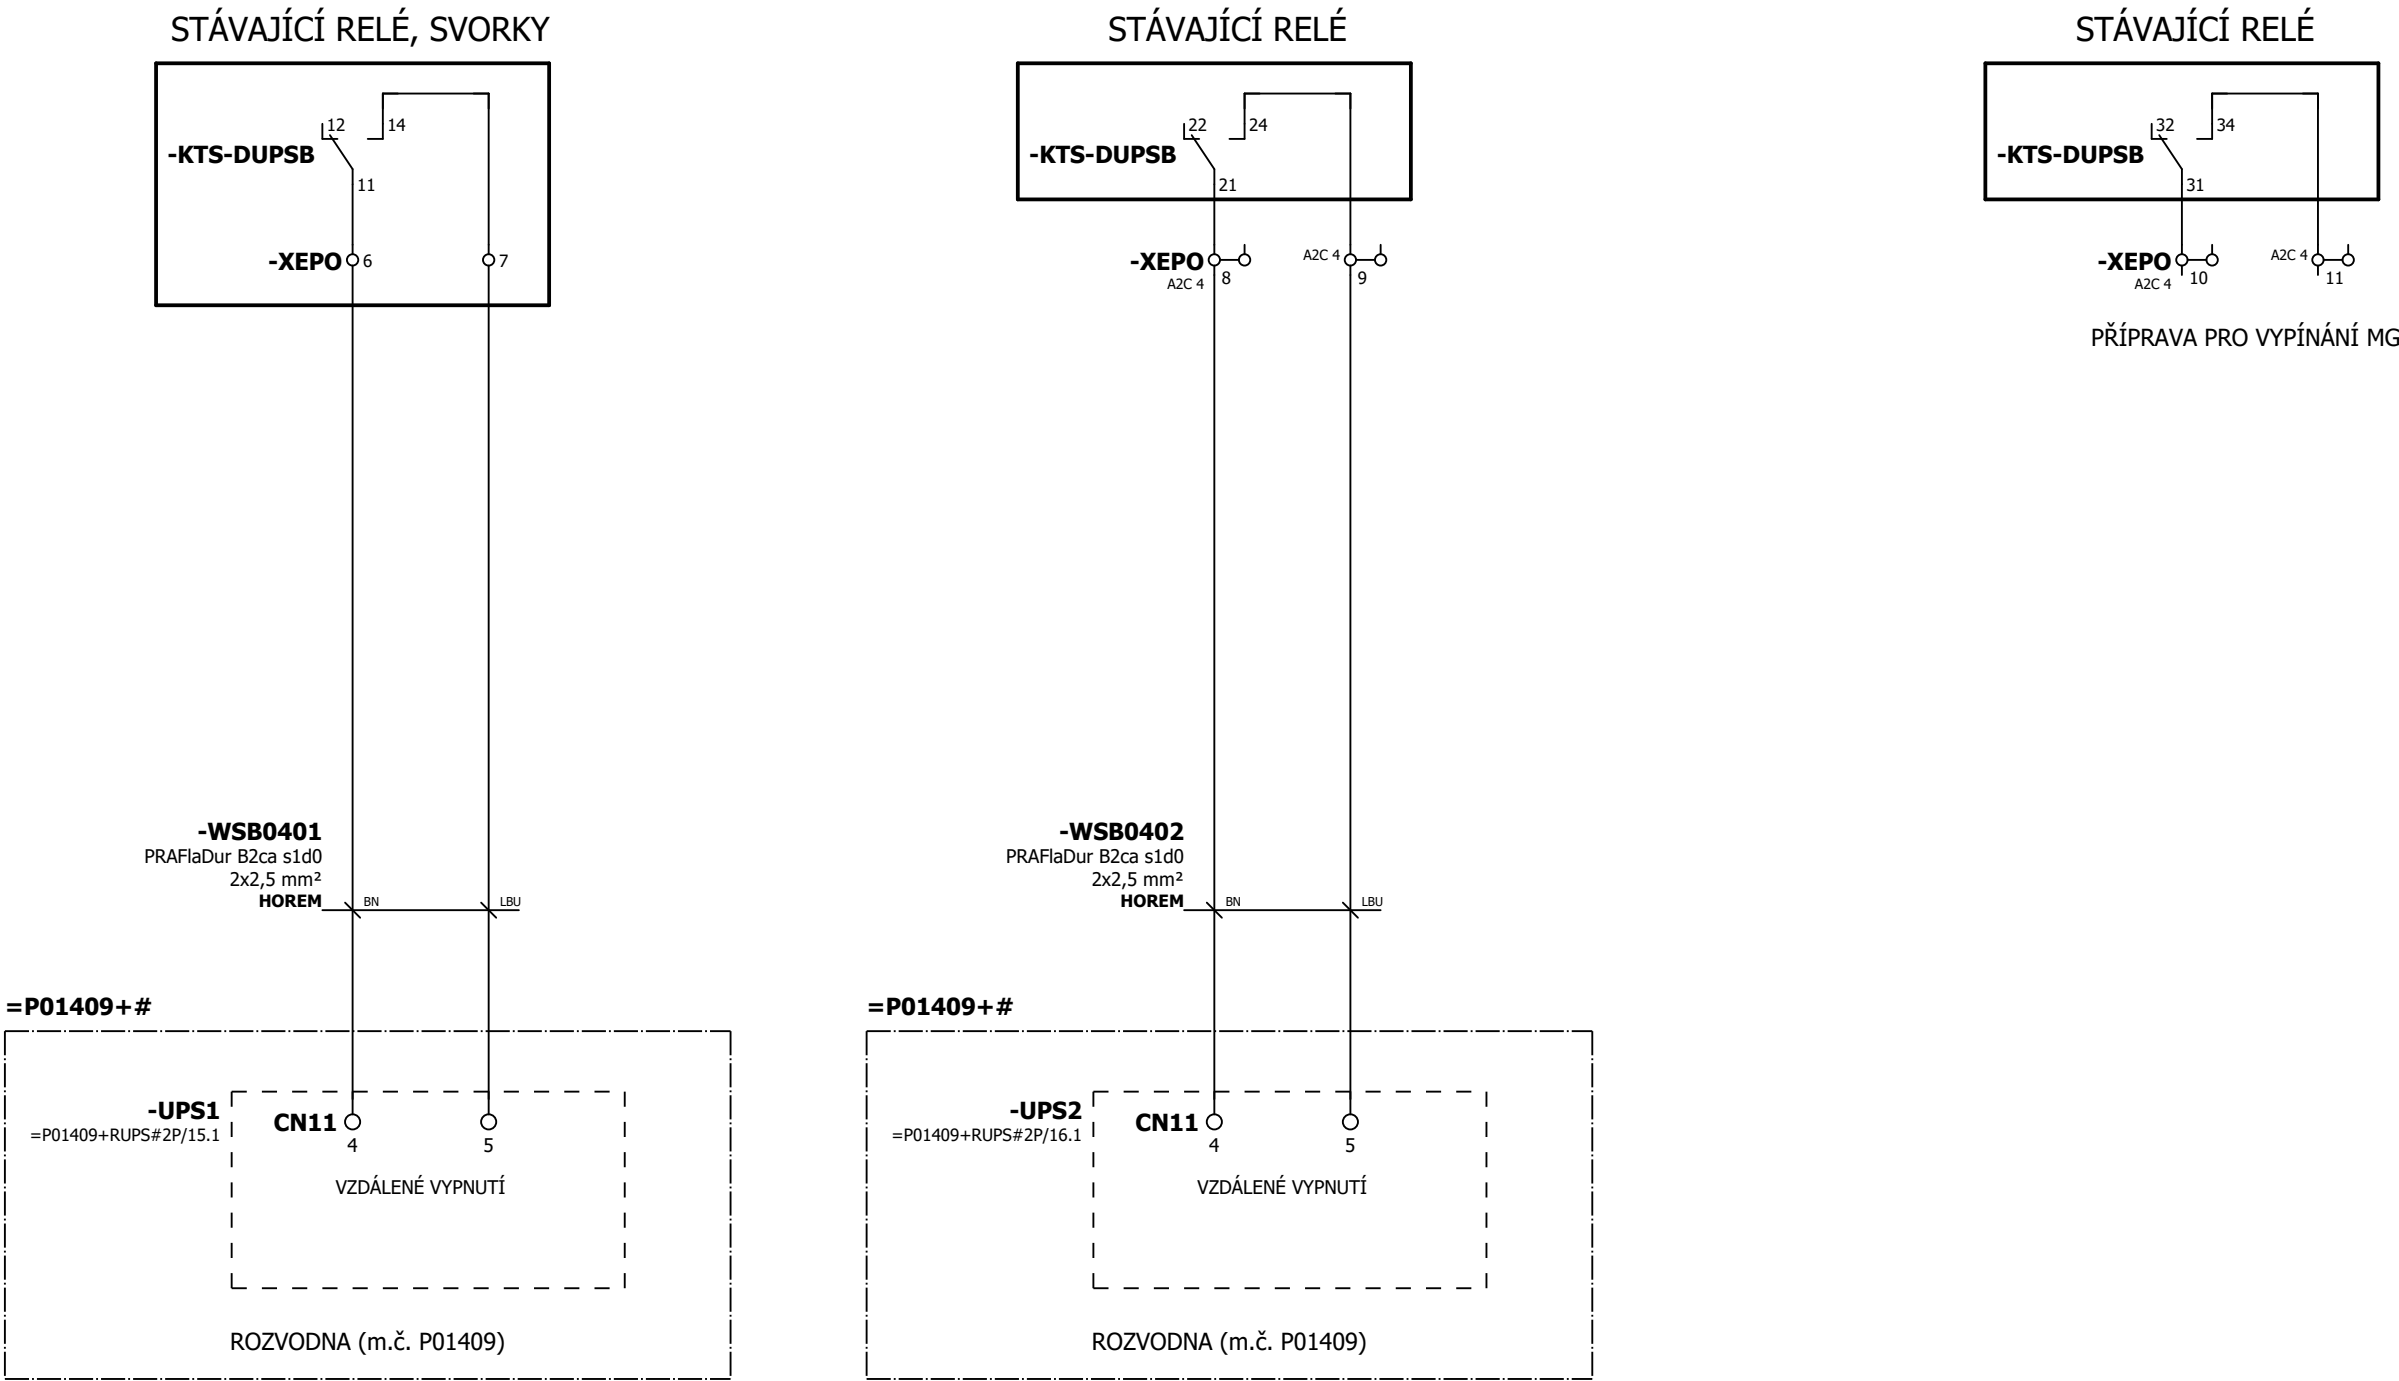 STÁVAJÍCÍ RELÉ, SVORKY
12
14
-KTS-DUPSB
11
-XEPO
6
7
-WSB0401
PRAFlaDur B2ca s1d0
2x2,5 mm²
HOREM
BN
LBU
=P01409+#
-UPS1
=P01409+RUPS#2P/15.1
CN11
4
5
VZDÁLENÉ VYPNUTÍ
ROZVODNA (m.č. P01409)
STÁVAJÍCÍ RELÉ
22
24
-KTS-DUPSB
21
-XEPO
A2C 4
8
A2C 4
9
-WSB0402
PRAFlaDur B2ca s1d0
2x2,5 mm²
HOREM
BN
LBU
=P01409+#
-UPS2
=P01409+RUPS#2P/16.1
CN11
4
5
VZDÁLENÉ VYPNUTÍ
ROZVODNA (m.č. P01409)
STÁVAJÍCÍ RELÉ
32
34
-KTS-DUPSB
31
-XEPO
A2C 4
10
A2C 4
11
PŘÍPRAVA PRO VYPÍNÁNÍ MG